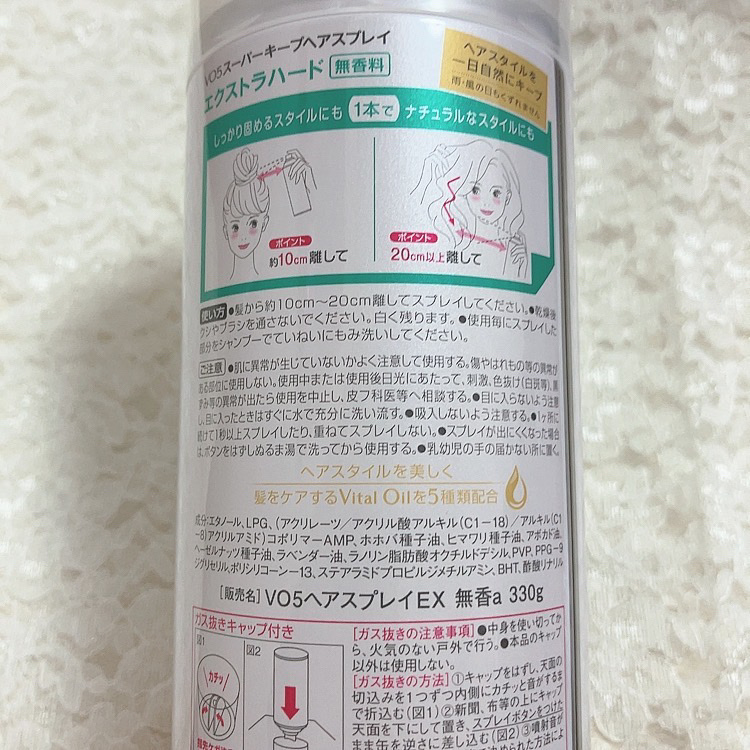 VO5スーパーキープヘアスプレイ
エクストラハード 無香料
ヘアスタイルを
一日自然にキープ
雨・風の日もくずれません
しっかり固めるスタイルにも 1本で ナチュラルなスタイルにも
ポイント
約10cm離して
ポイント
20cm以上離して
使い方 ●髪から約10cm〜20cm離してスプレイしてください。●乾燥後
クシやブラシを通さないでください。白く残ります。●使用毎にスプレイした
部分をシャンプーでていねいにもみ洗いしてください。
ご注意 ●肌に異常が生じていないかよく注意して使用する。傷やはれもの等の異常が
ある部位に使用しない。使用中または使用後日光にあたって、刺激、色抜け(白斑等)、黒
ずみ等の異常が出たら使用を中止し、皮フ科医等へ相談する。●目に入らないよう注意
し、目に入ったときはすぐに水で充分に洗い流す。●吸入しないよう注意する。●1ヶ所に
続けて1秒以上スプレイしたり、重ねてスプレイしない。●スプレイが出にくくなった場合
は、ボタンをはずしぬるま湯で洗ってから使用する。●乳幼児の手の届かない所に置く。
ヘアスタイルを美しく
髪をケアするVital Oilを5種類配合
成分:エタノール、LPG、(アクリレーツ/アクリル酸アルキル(C1-18)/アルキル(C1
-8)アクリルアミド)コポリマーAMP、ホホバ種子油、ヒマワリ種子油、アボカド油、
ヘーゼルナッツ種子油、ラベンダー油、ラノリン脂肪酸オクチルドデシル、PVP、PPG-9
ジグリセリル、ポリシリコーン-13、ステアラミドプロピルジメチルアミン、BHT、酢酸リナリル
[販売名] VO5ヘアスプレイEX 無香a 330g
ガス抜きキャップ付き
図1
カチッ
図2
[ガス抜きの注意事項] ●中身を使い切ってか
ら、火気のない戸外で行う。●本品のキャップ
以外は使用しない。
[ガス抜きの方法] ①キャップをはずし、天面の
切込みを1つずつ内側にカチッと音がするま
で折込む(図1) ②新聞、布等の上にキャップ
天面を下にして置き、スプレイボタンをつけた
まま缶を逆さに差し込む(図2) ③噴射音が